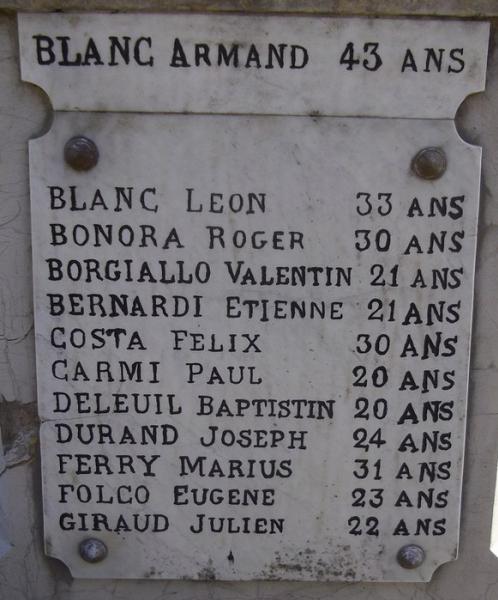 BLANC ARMAND 43 ANS
BLANC LEON 33 ANS
BONORA ROGER 30 ANS
BORGIALLO VALENTIN 21 ANS
BERNARDI ETIENNE 21 ANS
COSTA FELIX 30 ANS
CARMI PAUL 20 ANS
DELEUIL BAPTISTIN 20 ANS
DURAND JOSEPH 24 ANS
FERRY MARIUS 31 ANS
FOLCO EUGENE 23 ANS
GIRAUD JULIEN 22 ANS